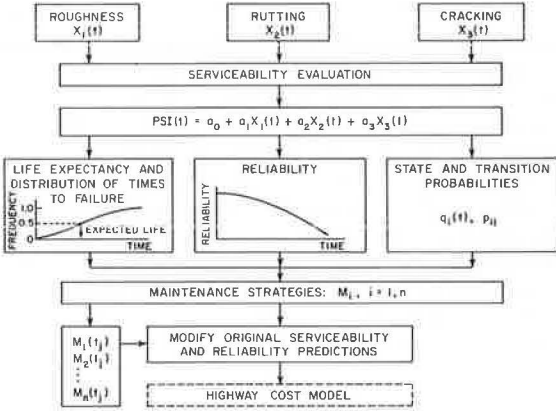 ROUGHNESS
X₁(t)
RUTTING
X₂(t)
CRACKING
X₃(t)
SERVICEABILITY EVALUATION
PSI(t) = a₀ + a₁X₁(t) + a₂X₂(t) + a₃X₃(t)
LIFE EXPECTANCY AND
DISTRIBUTION OF TIMES
TO FAILURE
FREQUENCY
1.0
0.5
0
EXPECTED LIFE
TIME
RELIABILITY
RELIABILITY
TIME
STATE AND TRANSITION
PROBABILITIES
qᵢ(t), pᵢⱼ
MAINTENANCE STRATEGIES: Mᵢ, i = 1,n
M₁(tⱼ)
M₂(tⱼ)
⋮
Mₙ(tⱼ)
MODIFY ORIGINAL SERVICEABILITY
AND RELIABILITY PREDICTIONS
HIGHWAY COST MODEL